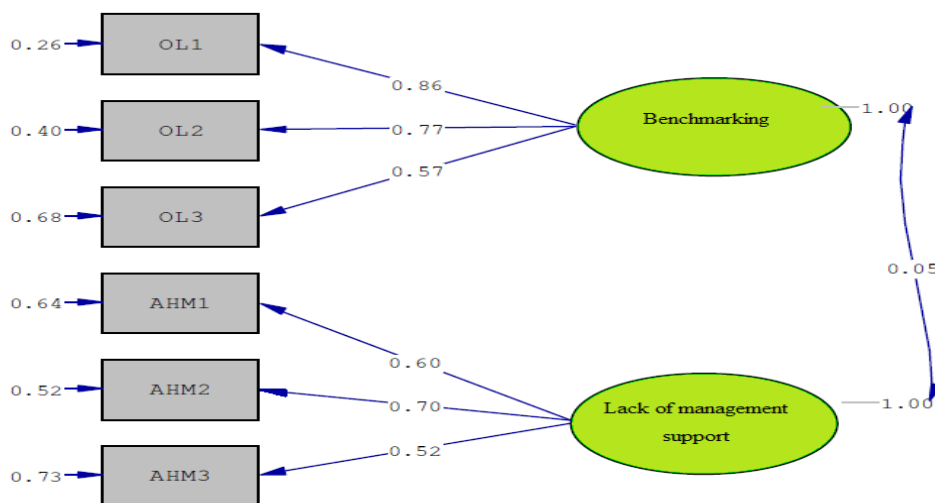 0.26 OL1
0.86
1.00
Benchmarking
0.40 OL2
0.77
0.57
0.68 OL3
0.05
0.64 AHM1
0.60
0.52 AHM2
0.70
1.00
Lack of management
support
0.52
0.73 AHM3